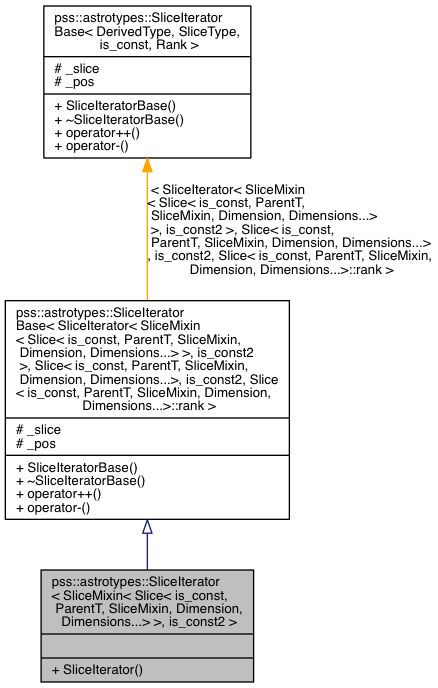 pss::astrotypes::SliceIterator
Base< DerivedType, SliceType,
is_const, Rank >
# _slice
# _pos
+ SliceIteratorBase()
+ ~SliceIteratorBase()
+ operator++()
+ operator-()
< SliceIterator< SliceMixin
< Slice< is_const, ParentT,
SliceMixin, Dimension, Dimensions...>
>, is_const2 >, Slice< is_const,
ParentT, SliceMixin, Dimension, Dimensions...>
, is_const2, Slice< is_const, ParentT, SliceMixin,
Dimension, Dimensions...>::rank >
pss::astrotypes::SliceIterator
Base< SliceIterator< SliceMixin
< Slice< is_const, ParentT, SliceMixin,
Dimension, Dimensions...> >, is_const2
>, Slice< is_const, ParentT, SliceMixin,
Dimension, Dimensions...>, is_const2, Slice
< is_const, ParentT, SliceMixin, Dimension,
Dimensions...>::rank >
# _slice
# _pos
+ SliceIteratorBase()
+ ~SliceIteratorBase()
+ operator++()
+ operator-()
pss::astrotypes::SliceIterator
< SliceMixin< Slice< is_const,
ParentT, SliceMixin, Dimension,
Dimensions...> >, is_const2 >
+ SliceIterator()